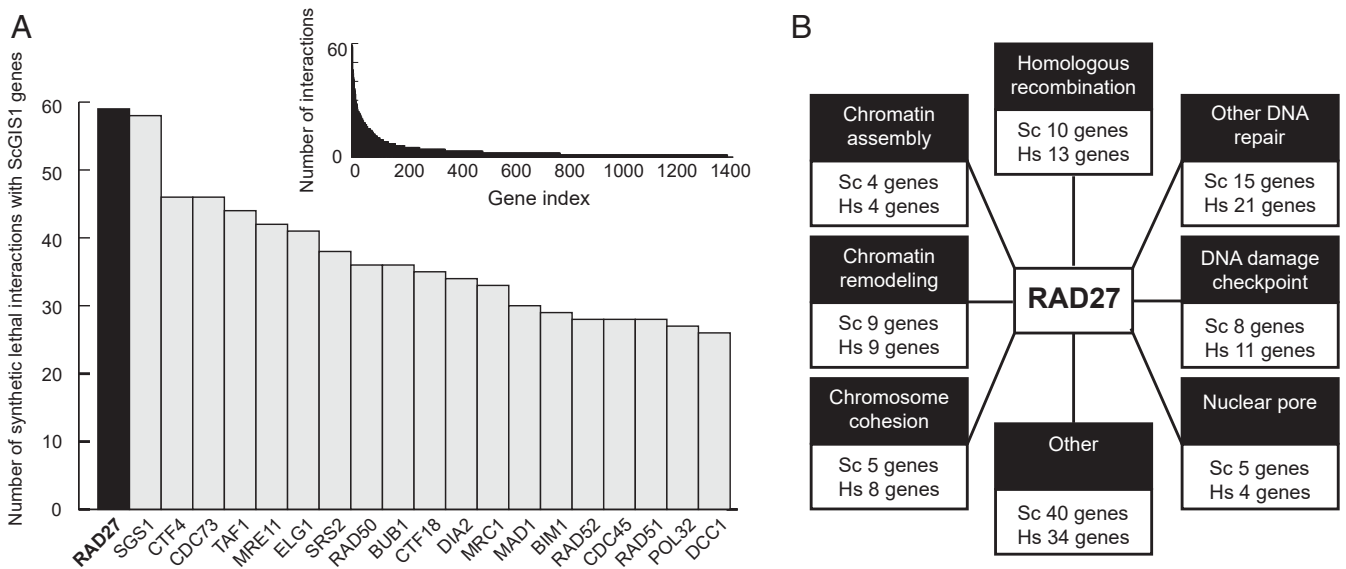 A
Number of synthetic lethal interactions with ScGIS1 genes
60
50
40
30
20
10
0
RAD27
SGS1
CTF4
CDC73
TAF1
MRE11
ELG1
SRS2
RAD50
BUB1
CTF18
DIA2
MRC1
MAD1
BIM1
RAD52
CDC45
RAD51
POL32
DCC1
Number of interactions
60
0
0
200
400
600
800
1000
1200
1400
Gene index
B
Homologous
recombination
Sc 10 genes
Hs 13 genes
Chromatin
assembly
Sc 4 genes
Hs 4 genes
Other DNA
repair
Sc 15 genes
Hs 21 genes
Chromatin
remodeling
Sc 9 genes
Hs 9 genes
RAD27
DNA damage
checkpoint
Sc 8 genes
Hs 11 genes
Chromosome
cohesion
Sc 5 genes
Hs 8 genes
Other
Sc 40 genes
Hs 34 genes
Nuclear pore
Sc 5 genes
Hs 4 genes